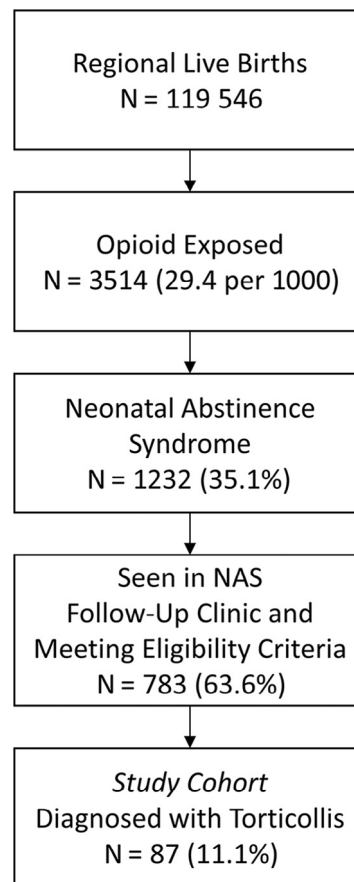 Regional Live Births
N = 119 546
Opioid Exposed
N = 3514 (29.4 per 1000)
Neonatal Abstinence
Syndrome
N = 1232 (35.1%)
Seen in NAS
Follow-Up Clinic and
Meeting Eligibility Criteria
N = 783 (63.6%)
Study Cohort
Diagnosed with Torticollis
N = 87 (11.1%)